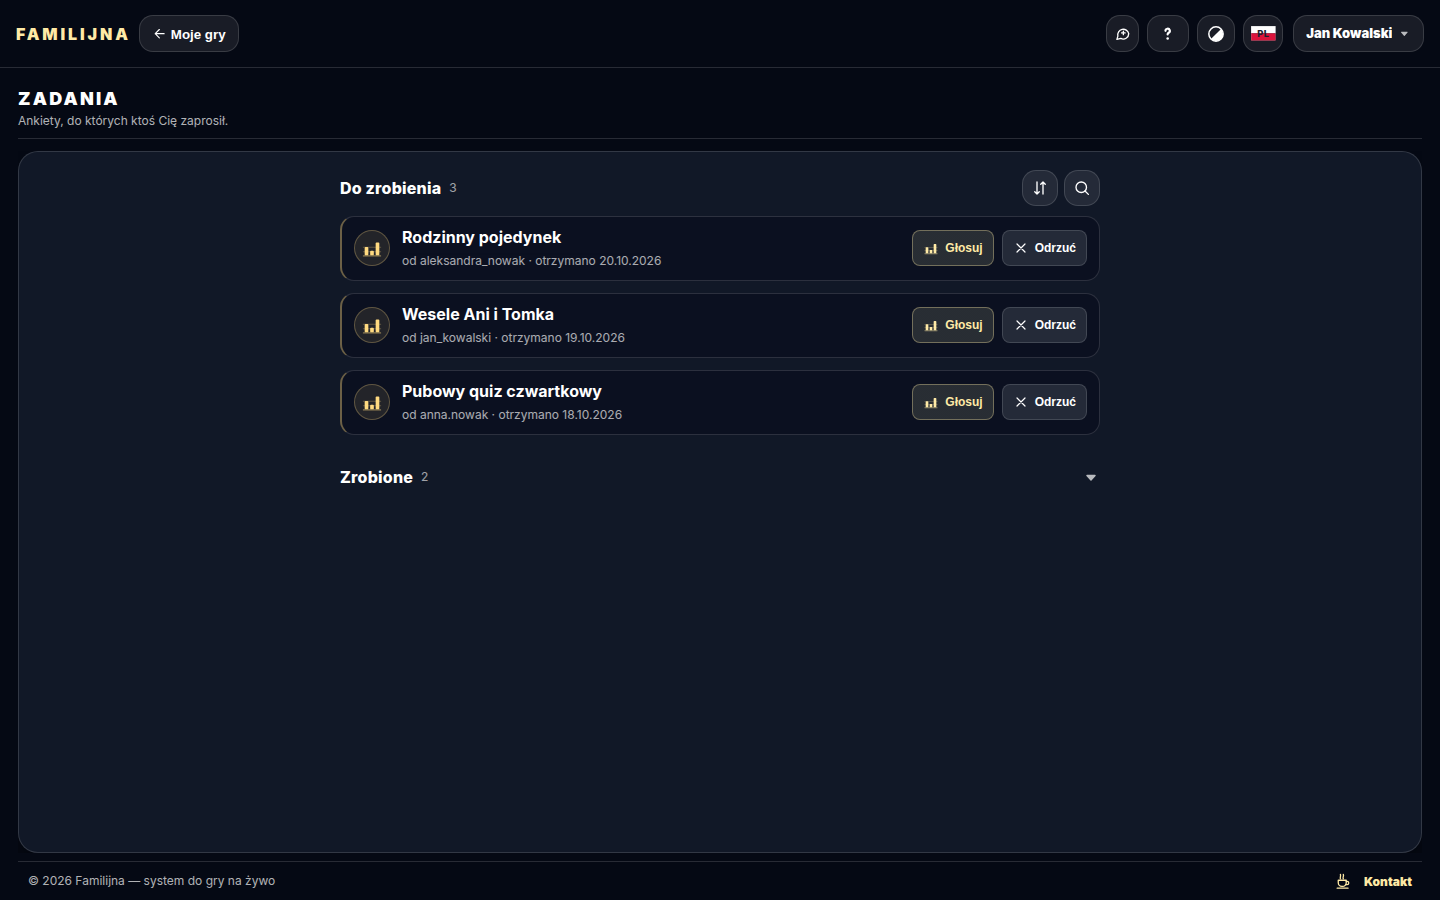 FAMILIJNA
Moje gry
?
PL
Jan Kowalski
ZADANIA
Ankiety, do których ktoś Cię zaprosił.
Do zrobienia 3
Rodzinny pojedynek
od aleksandra_nowak · otrzymano 20.10.2026
Głosuj
Odrzuć
Wesele Ani i Tomka
od jan_kowalski · otrzymano 19.10.2026
Głosuj
Odrzuć
Pubowy quiz czwartkowy
od anna.nowak · otrzymano 18.10.2026
Głosuj
Odrzuć
Zrobione 2
© 2026 Familijna — system do gry na żywo
Kontakt